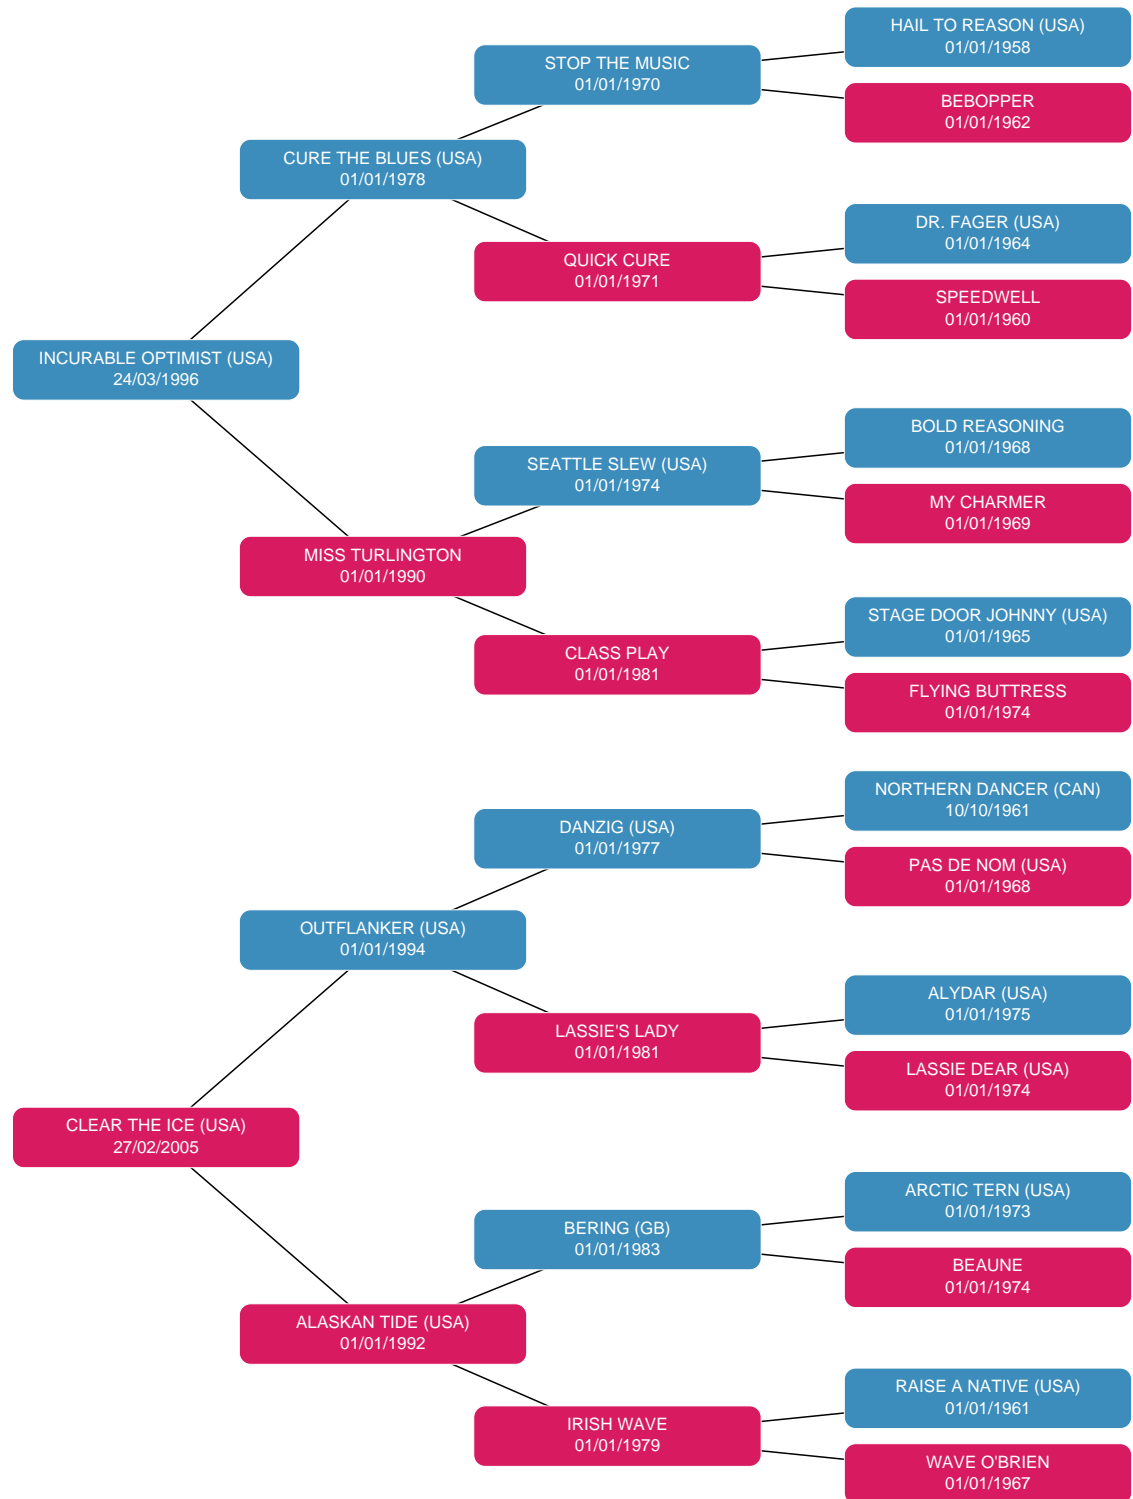 HAIL TO REASON (USA)
01/01/1958
STOP THE MUSIC
01/01/1970
BEBOPPER
01/01/1962
CURE THE BLUES (USA)
01/01/1978
DR. FAGER (USA)
01/01/1964
QUICK CURE
01/01/1971
SPEEDWELL
01/01/1960
INCURABLE OPTIMIST (USA)
24/03/1996
BOLD REASONING
01/01/1968
SEATTLE SLEW (USA)
01/01/1974
MY CHARMER
01/01/1969
MISS TURLINGTON
01/01/1990
STAGE DOOR JOHNNY (USA)
01/01/1965
CLASS PLAY
01/01/1981
FLYING BUTTRESS
01/01/1974
NORTHERN DANCER (CAN)
10/10/1961
DANZIG (USA)
01/01/1977
PAS DE NOM (USA)
01/01/1968
OUTFLANKER (USA)
01/01/1994
ALYDAR (USA)
01/01/1975
LASSIE'S LADY
01/01/1981
LASSIE DEAR (USA)
01/01/1974
CLEAR THE ICE (USA)
27/02/2005
ARCTIC TERN (USA)
01/01/1973
BERING (GB)
01/01/1983
BEAUNE
01/01/1974
ALASKAN TIDE (USA)
01/01/1992
RAISE A NATIVE (USA)
01/01/1961
IRISH WAVE
01/01/1979
WAVE O'BRIEN
01/01/1967